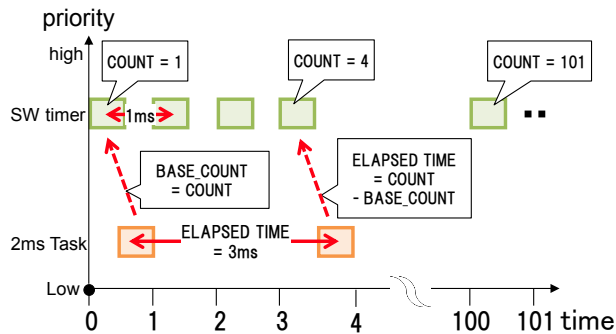 priority
high
COUNT = 1
COUNT = 4
COUNT = 101
SW timer
1ms
BASE_COUNT
= COUNT
ELAPSED TIME
= COUNT
- BASE_COUNT
2ms Task
ELAPSED TIME
= 3ms
Low
0 1 2 3 4 100 101 time